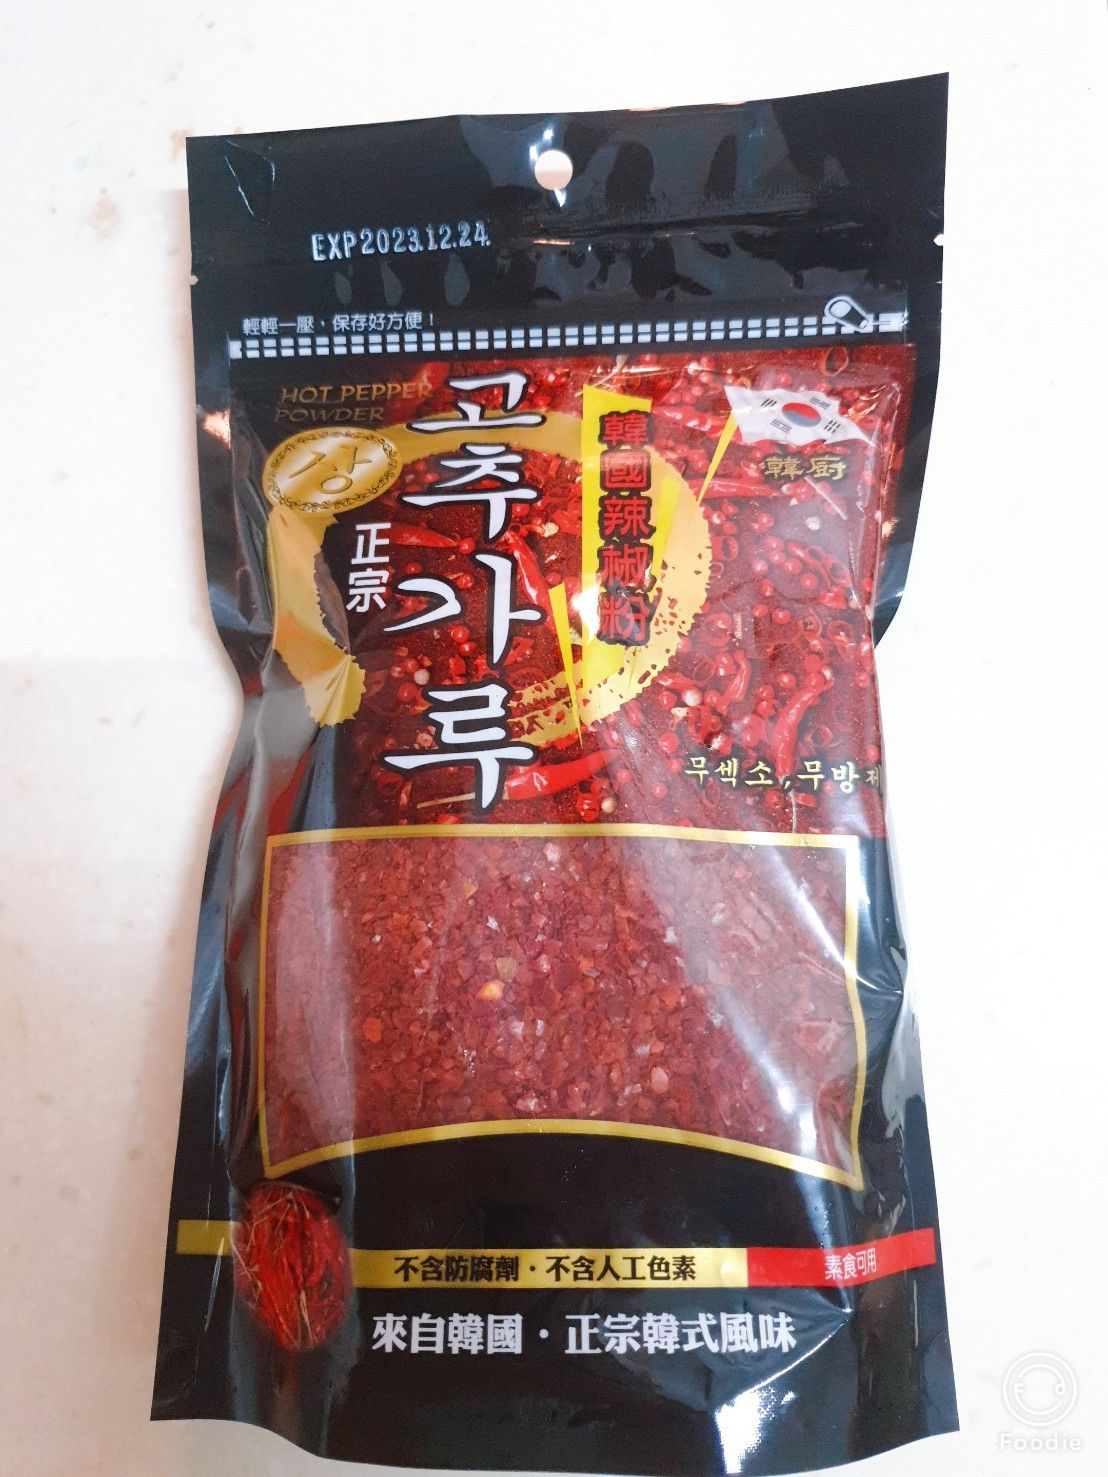 EXP 2023.12.24.
輕輕一壓，保存好方便！
HOT PEPPER
POWDER
상
正宗
고추가루
韓國辣椒粉
韓廚
무섹소,무방제
不含防腐劑・不含人工色素
素食可用
來自韓國・正宗韓式風味
Foodie